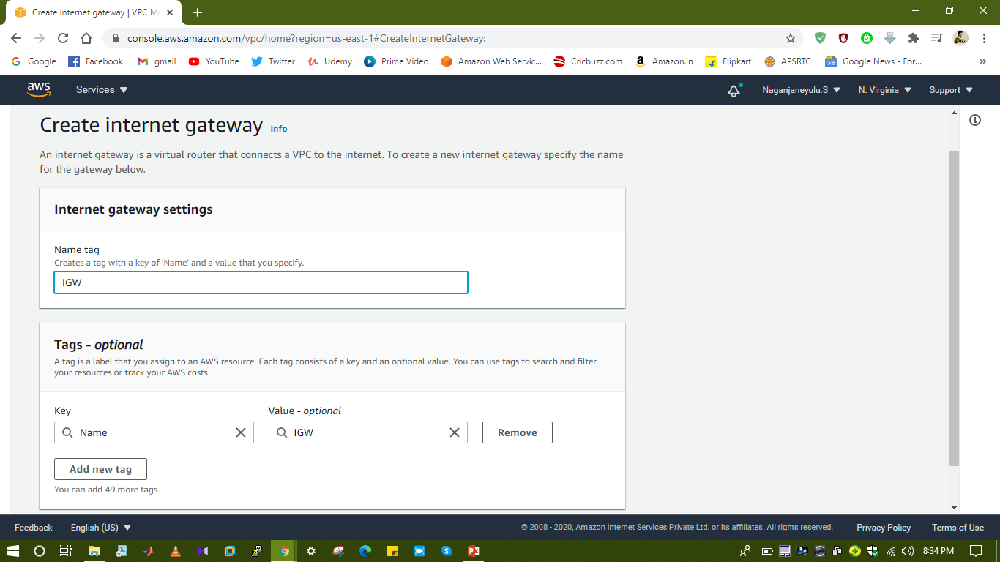 Create internet gateway | VPC Ma
console.aws.amazon.com/vpc/home?region=us-east-1#CreateInternetGateway:
Google Facebook gmail YouTube Twitter Udemy Prime Video Amazon Web Servic... Cricbuzz.com Amazon.in Flipkart APSRTC Google News - For... »
aws Services Naganjaneyulu.S N. Virginia Support
Create internet gateway Info
An internet gateway is a virtual router that connects a VPC to the internet. To create a new internet gateway specify the name
for the gateway below.
Internet gateway settings
Name tag
Creates a tag with a key of 'Name' and a value that you specify.
IGW
Tags - optional
A tag is a label that you assign to an AWS resource. Each tag consists of a key and an optional value. You can use tags to search and filter
your resources or track your AWS costs.
Key Value - optional
Name IGW Remove
Add new tag
You can add 49 more tags.
Feedback English (US) © 2008 - 2020, Amazon Internet Services Private Ltd. or its affiliates. All rights reserved. Privacy Policy Terms of Use
8:34 PM